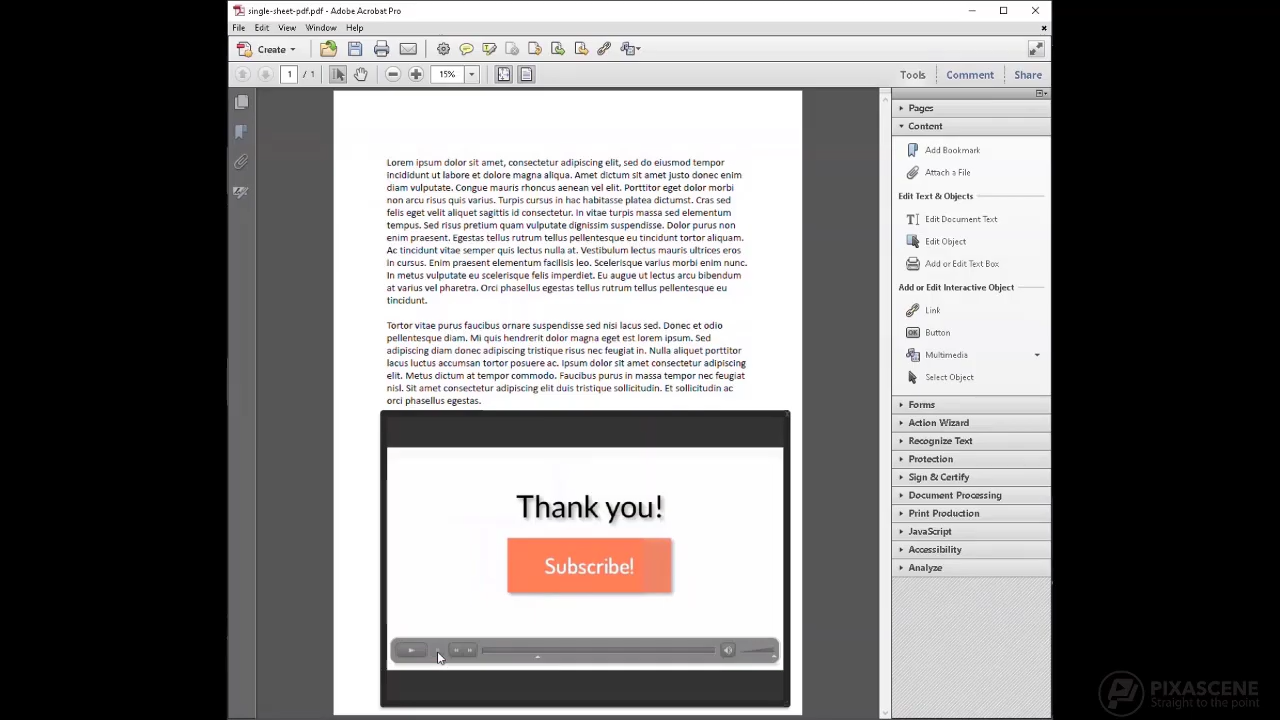 single-sheet-pdf.pdf - Adobe Acrobat Pro
File Edit View Window Help
Create
1 / 1 15% Tools Comment Share
Pages
Content
Add Bookmark
Attach a File
Edit Text & Objects
Edit Document Text
Edit Object
Add or Edit Text Box
Add or Edit Interactive Object
Link
OK Button
Multimedia
Select Object
Forms
Action Wizard
Recognize Text
Protection
Sign & Certify
Document Processing
Print Production
JavaScript
Accessibility
Analyze
Lorem ipsum dolor sit amet, consectetur adipiscing elit, sed do eiusmod tempor
incididunt ut labore et dolore magna aliqua. Amet dictum sit amet justo donec enim
diam vulputate. Congue mauris rhoncus aenean vel elit. Porttitor eget dolor morbi
non arcu risus quis varius. Turpis cursus in hac habitasse platea dictumst. Cras sed
felis eget velit aliquet sagittis id consectetur. In vitae turpis massa sed elementum
tempus. Sed risus pretium quam vulputate dignissim suspendisse. Dolor purus non
enim praesent. Egestas tellus rutrum tellus pellentesque eu tincidunt tortor aliquam.
Ac tincidunt vitae semper quis lectus nulla at. Vestibulum lectus mauris ultrices eros
in cursus. Enim praesent elementum facilisis leo. Scelerisque varius morbi enim nunc.
In metus vulputate eu scelerisque felis imperdiet. Eu augue ut lectus arcu bibendum
at varius vel pharetra. Orci phasellus egestas tellus rutrum tellus pellentesque eu
tincidunt.
Tortor vitae purus faucibus ornare suspendisse sed nisi lacus sed. Donec et odio
pellentesque diam. Mi quis hendrerit dolor magna eget est lorem ipsum. Sed
adipiscing diam donec adipiscing tristique risus nec feugiat in. Nulla aliquet porttitor
lacus luctus accumsan tortor posuere ac. Ipsum dolor sit amet consectetur adipiscing
elit. Metus dictum at tempor commodo. Faucibus purus in massa tempor nec feugiat
nisl. Sit amet consectetur adipiscing elit duis tristique sollicitudin. Et sollicitudin ac
orci phasellus egestas.
Thank you!
Subscribe!
PIXASCENE
Straight to the point